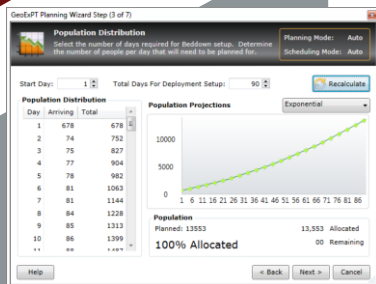 GeoExPT Planning Wizard Step (3 of 7)
Population Distribution
Select the number of days required for Beddown setup. Determine
the number of people per day that will need to be planned for.
Planning Mode: Auto
Scheduling Mode: Auto
Start Day: 1
Total Days For Deployment Setup: 90
Recalculate
Population Distribution
Day Arriving Total
1 678 678
2 74 752
3 75 827
4 77 904
5 78 982
6 81 1063
7 81 1144
8 84 1228
9 85 1313
10 86 1399
11 88 1487
Population Projections
Exponential
10000
5000
0
1 6 11 16 21 26 31 36 41 46 51 56 61 66 71 76 81 86
Population
Planned: 13553
13,553 Allocated
100% Allocated
00 Remaining
Help
< Back
Next >
Cancel